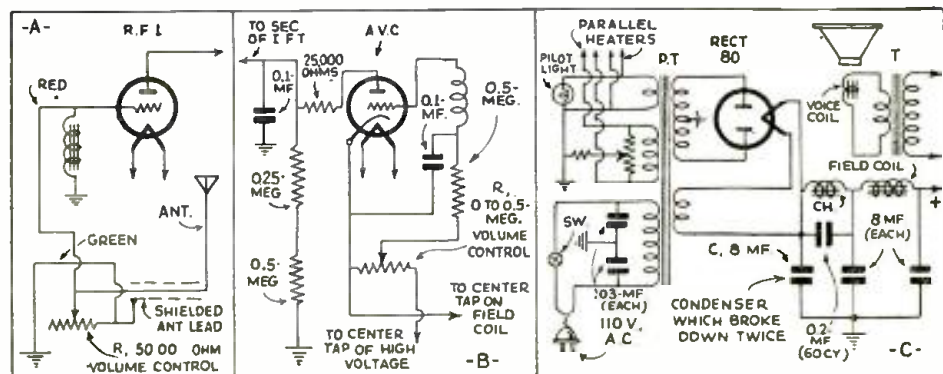 -A-
R.F 1.
RED
ANT.
GREEN
SHIELDED
ANT LEAD
R, 5000 OHM
VOLUME CONTROL
TO SEC
OF I FT
A V.C
25,000
OHMS
0.1-
MF
0.1-
MF.
0.5-
MEG.
0.25-
MEG
R,
0 TO 0.5-
MEG.
VOLUME
CONTROL
0.5-
MEG
TO CENTER
TAP ON
FIELD
COIL
TO CENTER
TAP OF HIGH
VOLTAGE
-B-
PARALLEL
HEATERS
PILOT
LIGHT
P.T
RECT
80
T
VOICE
COIL
FIELD COIL
CH.
+
SW.
8 MF
(EACH)
C, 8 MF.
.03-MF
(EACH)
110 V.
A C
CONDENSER
WHICH BROKE
DOWN TWICE
0.2-
MF
(60CY)
-C-